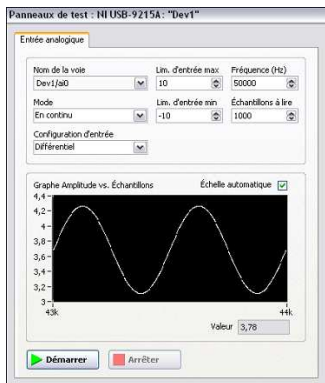 Panneaux de test : NI USB-9215A: "Dev1"
Entrée analogique
Nom de la voie
Lim. d'entrée max
Fréquence (Hz)
Dev1/ai0
10
50000
Mode
Lim. d'entrée min
Échantillons à lire
En continu
-10
1000
Configuration d'entrée
Différentiel
Graphe Amplitude vs. Échantillons
Échelle automatique
4,4
4,2
4
3,8
3,6
3,4
3,2
3
43k
44k
Valeur
3,78
Démarrer
Arrêter